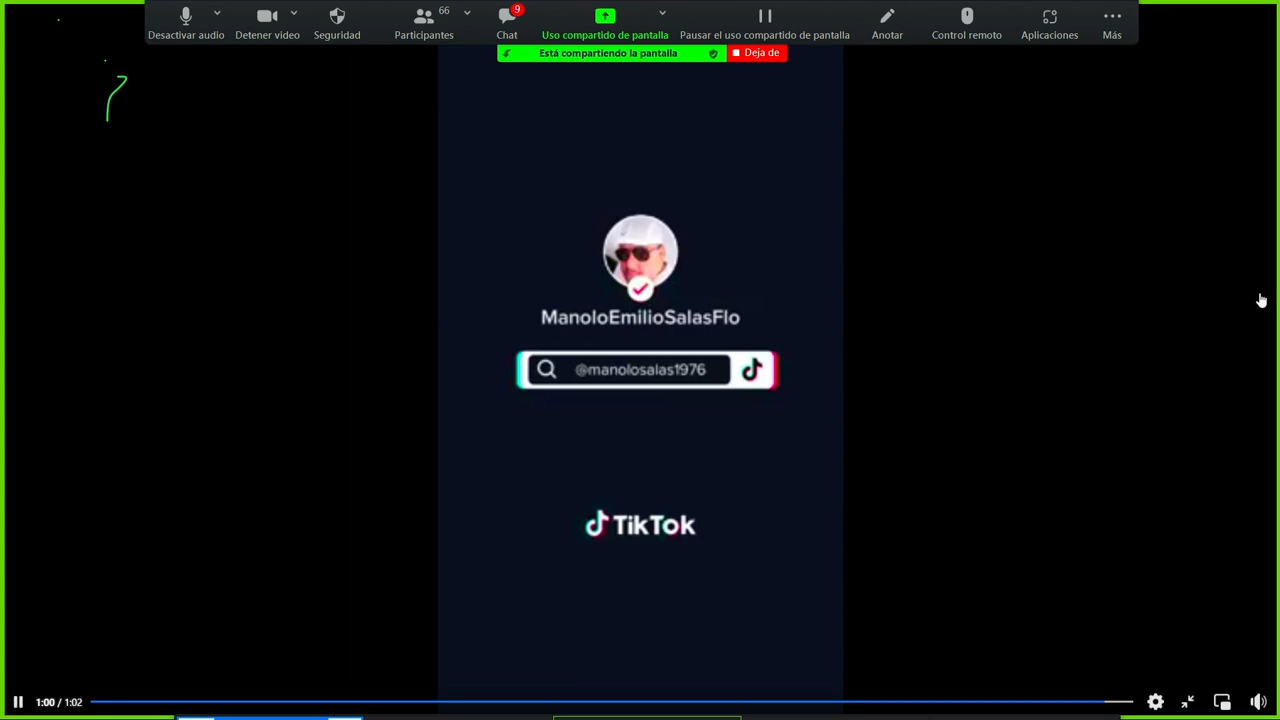 66
9
Desactivar audio
Detener video
Seguridad
Participantes
Chat
Uso compartido de pantalla
Pausar el uso compartido de pantalla
Anotar
Control remoto
Aplicaciones
Más
Está compartiendo la pantalla
Deja de
ManoloEmilioSalasFlo
@manolosalas1976
TikTok
1:00 / 1:02